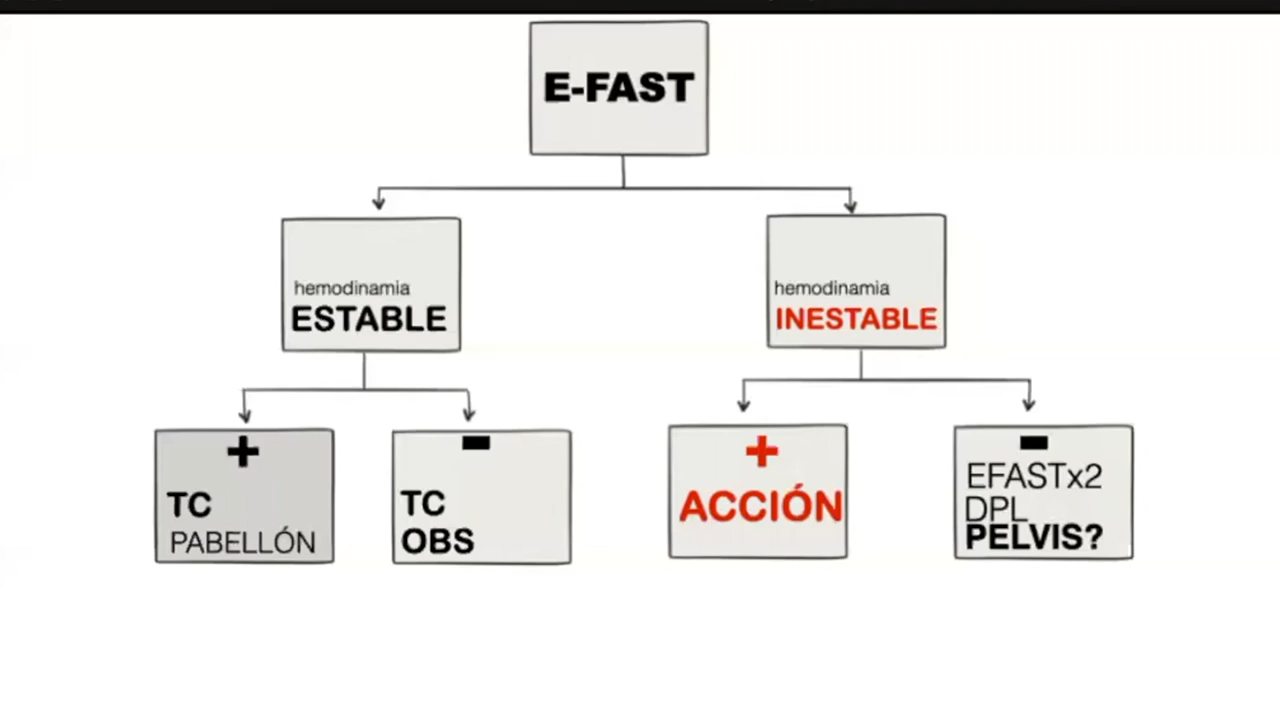 E-FAST
hemodinamia
ESTABLE
hemodinamia
INESTABLE
+
TC
PABELLÓN
-
TC
OBS
+
ACCIÓN
-
EFASTx2
DPL
PELVIS?